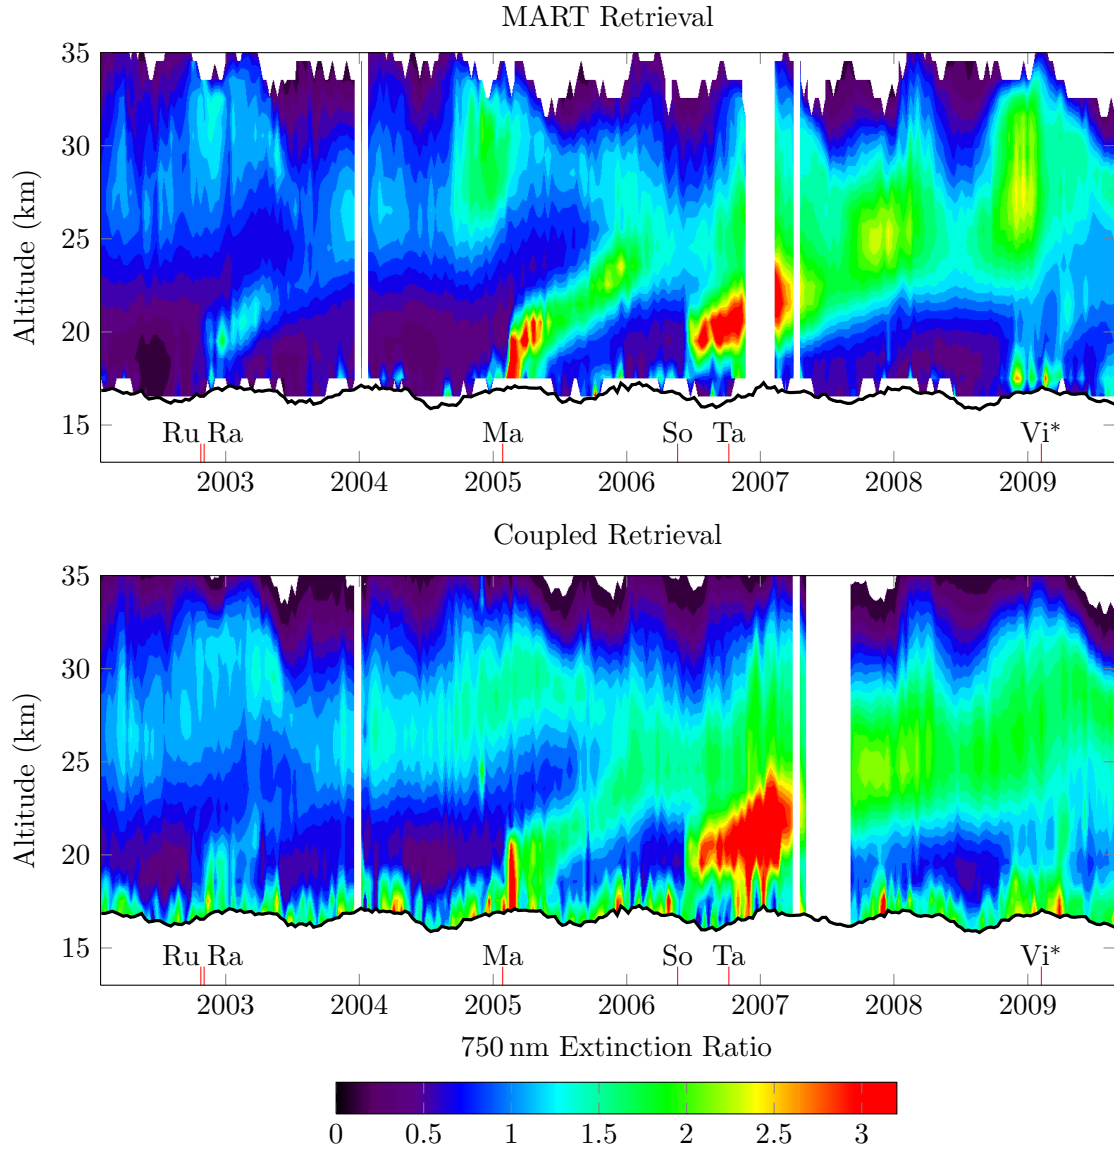 MART Retrieval
35
30
25
20
15
Altitude (km)
Ru Ra Ma So Ta Vi*
2003 2004 2005 2006 2007 2008 2009
Coupled Retrieval
35
30
25
20
15
Altitude (km)
Ru Ra Ma So Ta Vi*
2003 2004 2005 2006 2007 2008 2009
750 nm Extinction Ratio
0 0.5 1 1.5 2 2.5 3